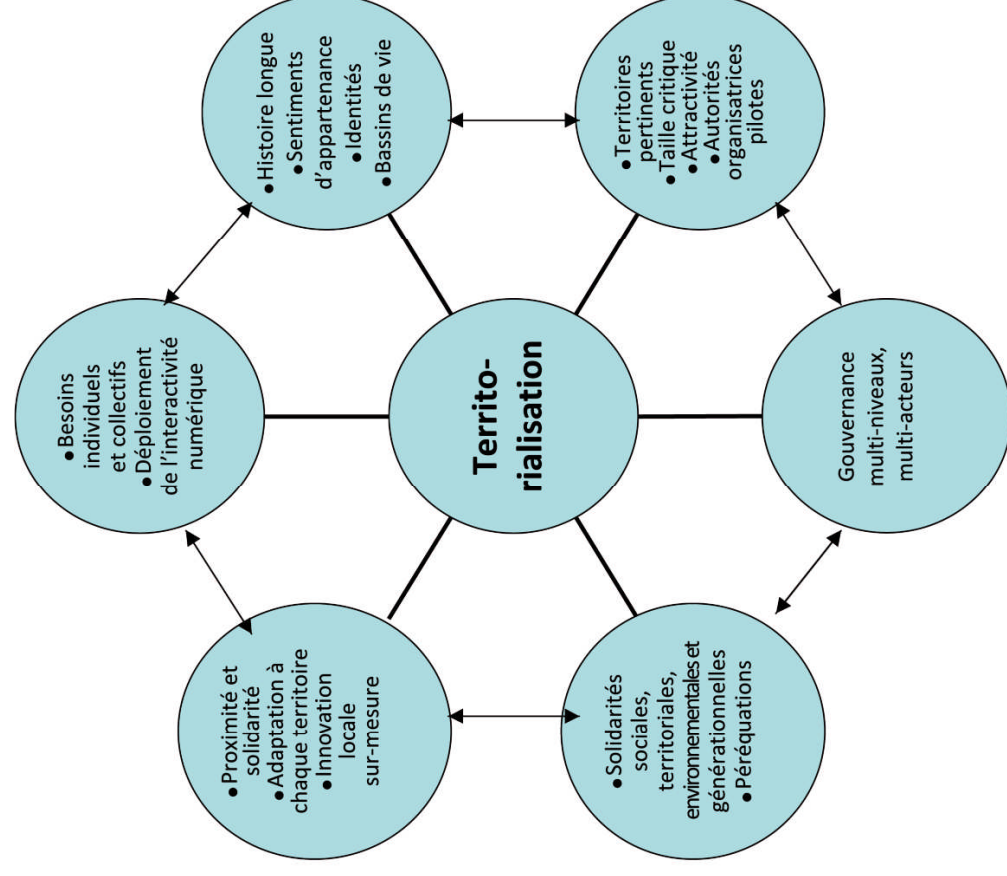 •Solidarités
sociales,
territoriales,
environnementales et
générationnelles
•Péréquations
•Proximité et
solidarité
•Adaptation à
chaque territoire
•Innovation
locale
sur-mesure
Gouvernance
multi-niveaux,
multi-acteurs
Territo-
rialisation
•Besoins
individuels
et collectifs
•Déploiement
de l’interactivité
numérique
•Territoires
pertinents
•Taille critique
•Attractivité
•Autorités
organisatrices
pilotes
•Histoire longue
•Sentiments
d’appartenance
•Identités
•Bassins de vie